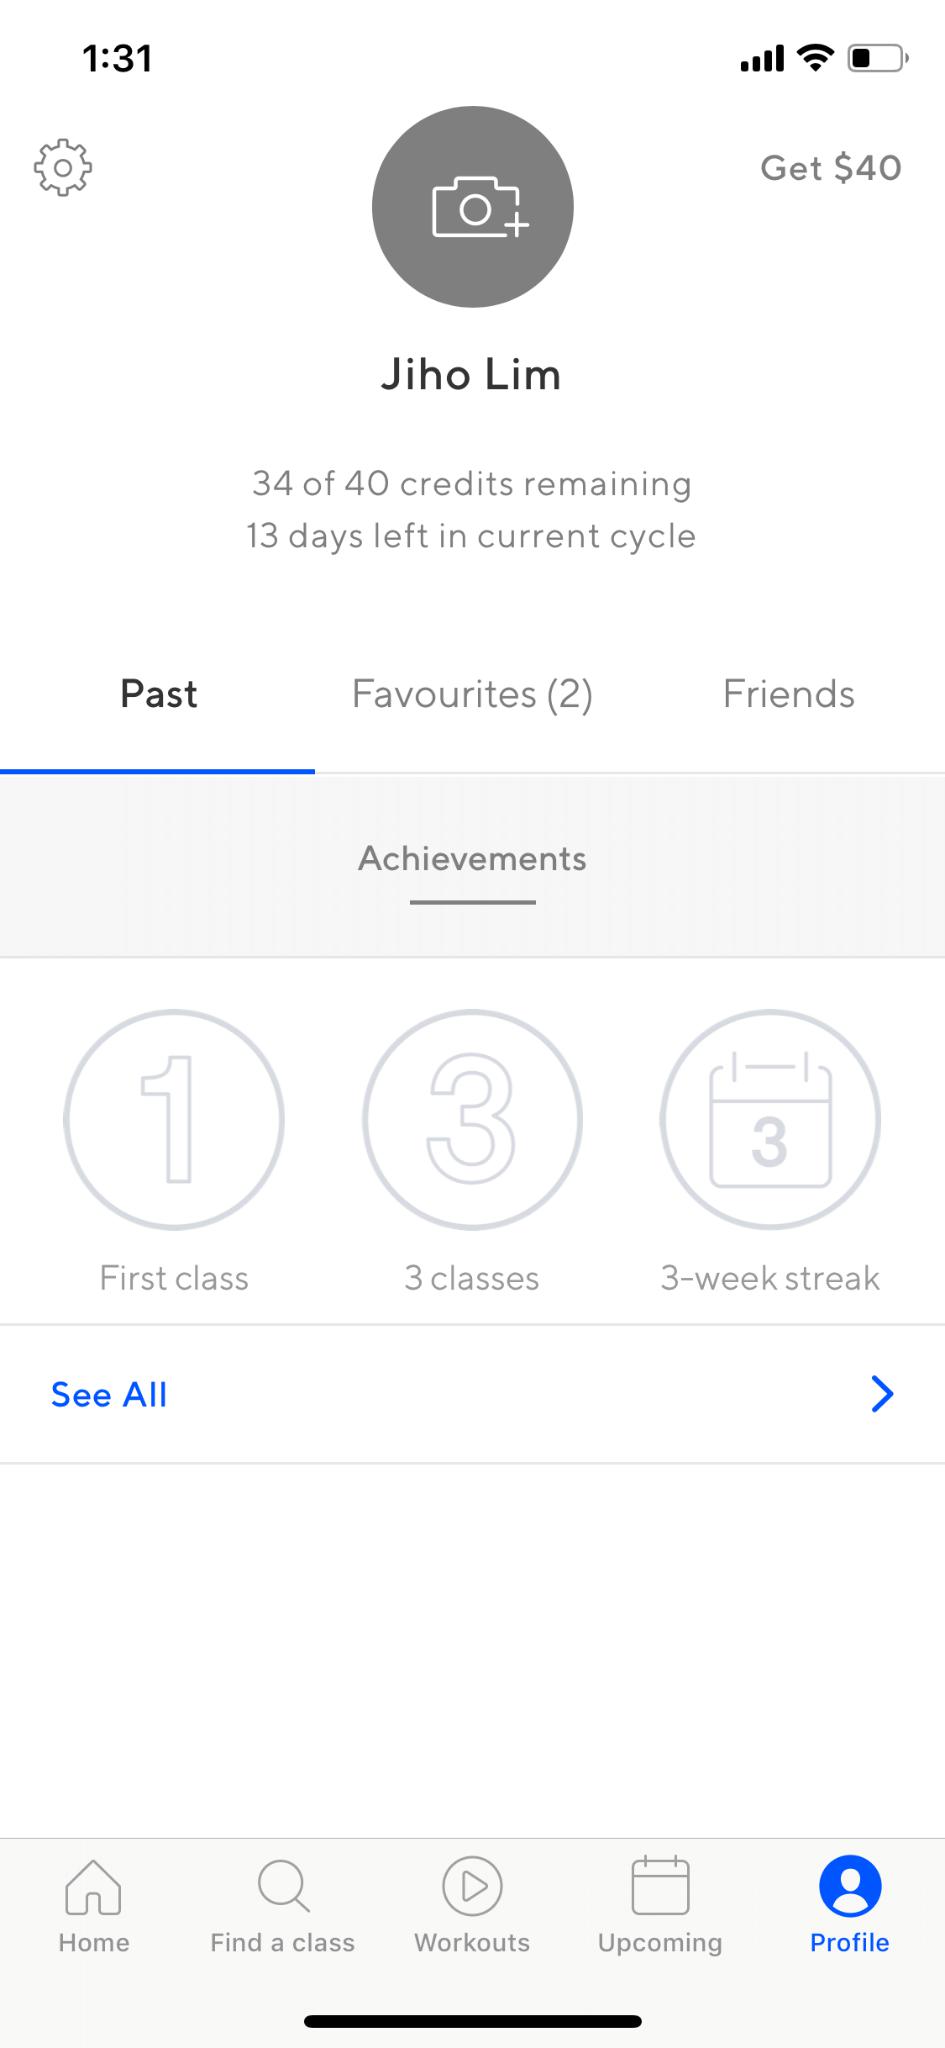 1:31
Get $40
Jiho Lim
34 of 40 credits remaining
13 days left in current cycle
Past
Favourites (2)
Friends
Achievements
1
3
3
First class
3 classes
3-week streak
See All
Home
Find a class
Workouts
Upcoming
Profile